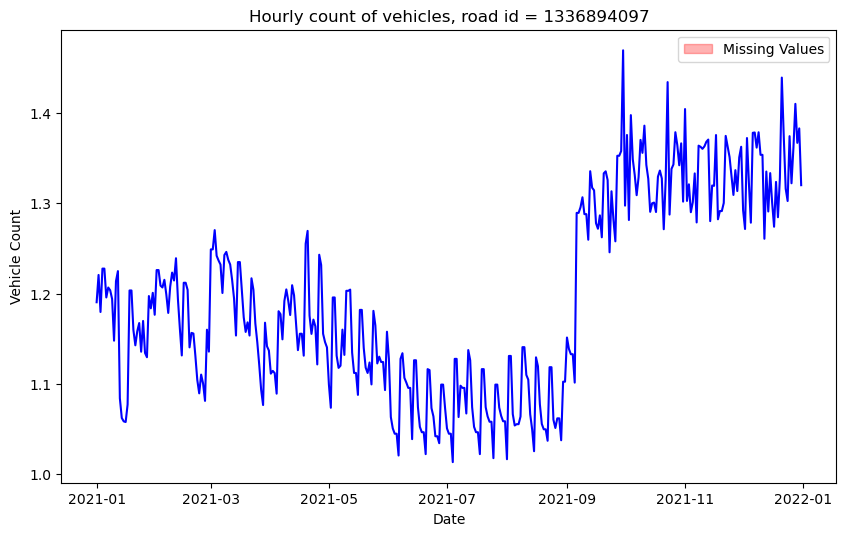 Hourly count of vehicles, road id = 1336894097
Missing Values
Vehicle Count
1.4
1.3
1.2
1.1
1.0
2021-01 2021-03 2021-05 2021-07 2021-09 2021-11 2022-01
Date